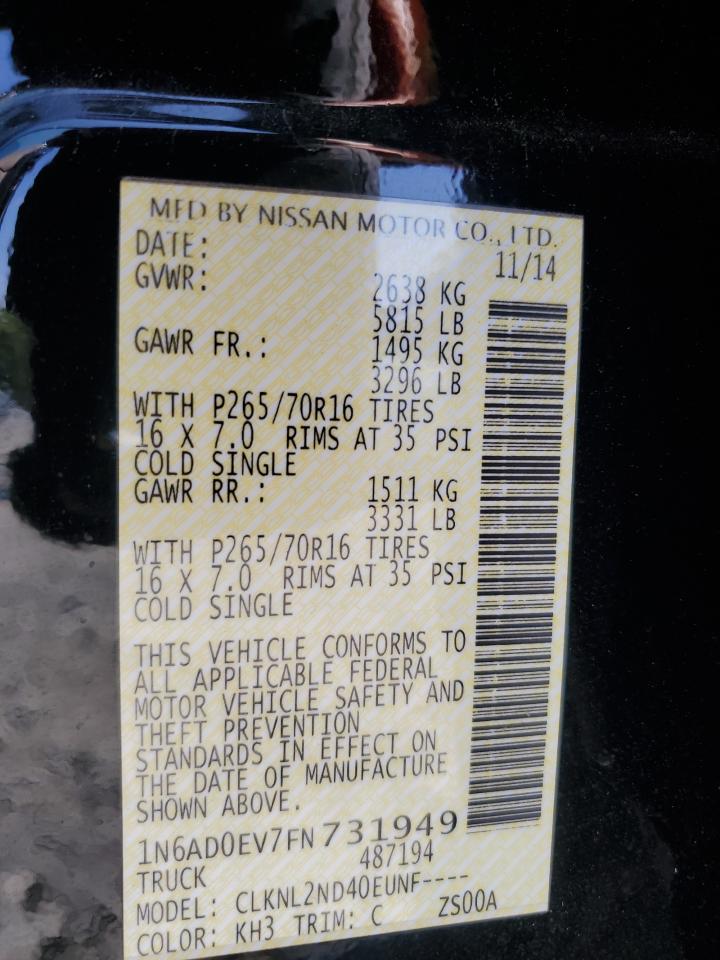 MFD BY NISSAN MOTOR CO., LTD.
DATE: 11/14
GVWR: 2638 KG
5815 LB
GAWR FR.: 1495 KG
3296 LB
WITH P265/70R16 TIRES
16 X 7.0 RIMS AT 35 PSI
COLD SINGLE
GAWR RR.: 1511 KG
3331 LB
WITH P265/70R16 TIRES
16 X 7.0 RIMS AT 35 PSI
COLD SINGLE
THIS VEHICLE CONFORMS TO
ALL APPLICABLE FEDERAL
MOTOR VEHICLE SAFETY AND
THEFT PREVENTION
STANDARDS IN EFFECT ON
THE DATE OF MANUFACTURE
SHOWN ABOVE.
1N6AD0EV7FN731949
TRUCK 487194
MODEL: CLKNL2ND40EUNF----
COLOR: KH3 TRIM: C ZS00A